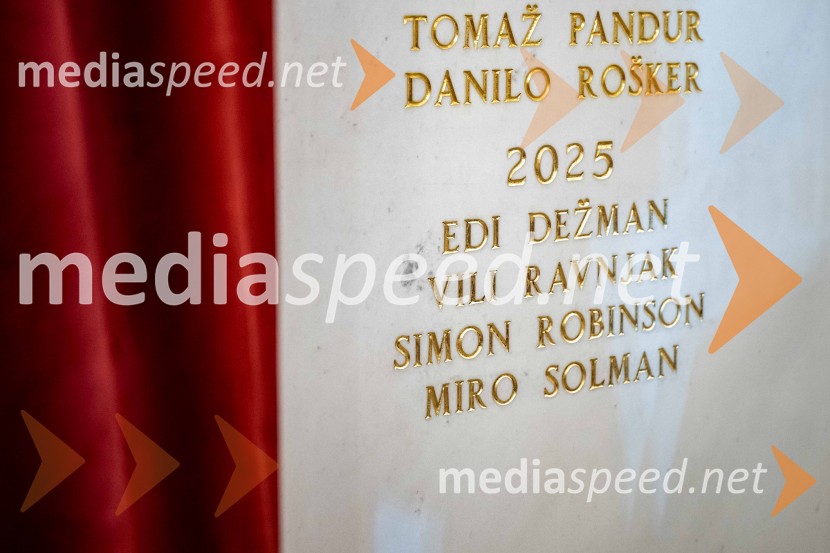 TOMAŽ PANDUR
mediaspeed.net
DANILO ROŠKER
2025
EDI DEŽMAN
mediaspeed.net
VILI RAVNJAK
SIMON ROBINSON
MIRO SOLMAN
mediaspeed.net